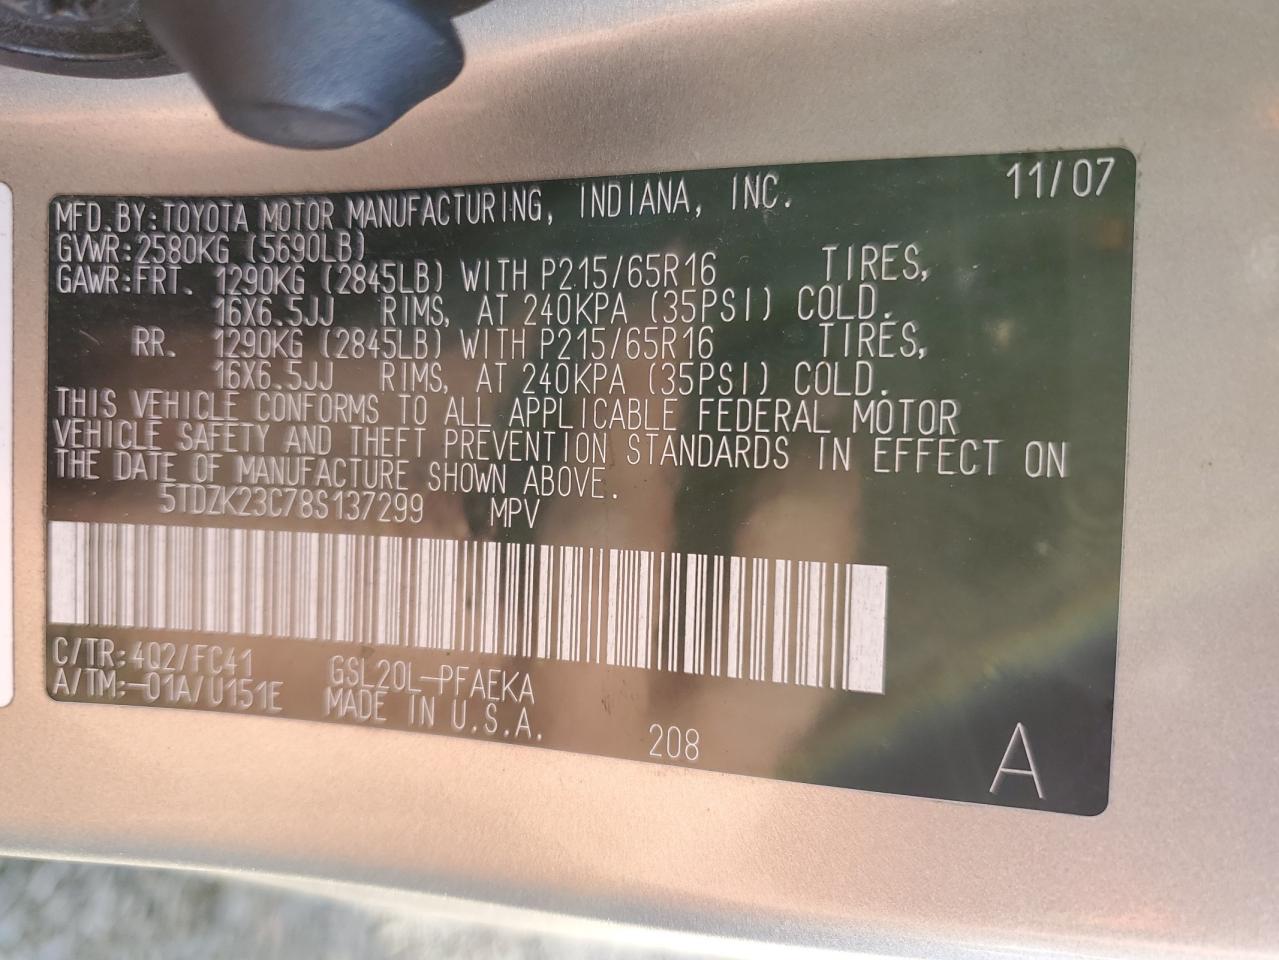 11/07
MFD.BY:TOYOTA MOTOR MANUFACTURING, INDIANA, INC.
GVWR:2580KG (5690LB)
GAWR:FRT. 1290KG (2845LB) WITH P215/65R16 TIRES,
16X6.5JJ RIMS, AT 240KPA (35PSI) COLD.
RR. 1290KG (2845LB) WITH P215/65R16 TIRES,
16X6.5JJ RIMS, AT 240KPA (35PSI) COLD.
THIS VEHICLE CONFORMS TO ALL APPLICABLE FEDERAL MOTOR
VEHICLE SAFETY AND THEFT PREVENTION STANDARDS IN EFFECT ON
THE DATE OF MANUFACTURE SHOWN ABOVE.
5TDZK23C78S137299 MPV
C/TR:4Q2/FC41 GSL20L-PFAEKA
A/TM:-01A/U151E MADE IN U.S.A.
208
A